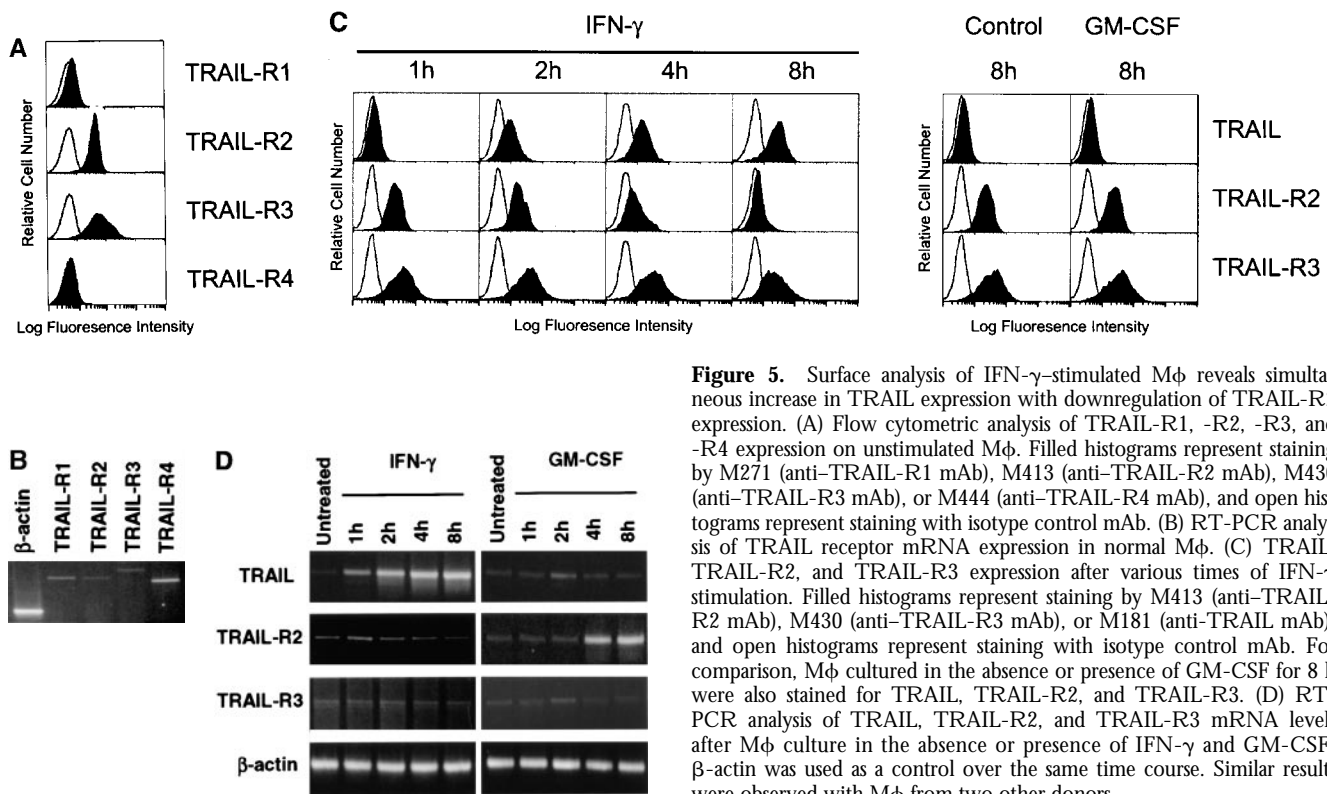 A
TRAIL-R1
TRAIL-R2
TRAIL-R3
TRAIL-R4
Relative Cell Number
Log Fluoresence Intensity
C
IFN-γ
1h 2h 4h 8h
Relative Cell Number
Log Fluoresence Intensity
Control GM-CSF
8h 8h
TRAIL
TRAIL-R2
TRAIL-R3
Relative Cell Number
Log Fluoresence Intensity
B
β-actin
TRAIL-R1
TRAIL-R2
TRAIL-R3
TRAIL-R4
D
Untreated
IFN-γ
1h 2h 4h 8h
Untreated
GM-CSF
1h 2h 4h 8h
TRAIL
TRAIL-R2
TRAIL-R3
β-actin
Figure 5. Surface analysis of IFN-γ–stimulated Mϕ reveals simulta
neous increase in TRAIL expression with downregulation of TRAIL-R
expression. (A) Flow cytometric analysis of TRAIL-R1, -R2, -R3, an
-R4 expression on unstimulated Mϕ. Filled histograms represent stainin
by M271 (anti–TRAIL-R1 mAb), M413 (anti–TRAIL-R2 mAb), M43
(anti–TRAIL-R3 mAb), or M444 (anti–TRAIL-R4 mAb), and open his
tograms represent staining with isotype control mAb. (B) RT-PCR analy
sis of TRAIL receptor mRNA expression in normal Mϕ. (C) TRAIL
TRAIL-R2, and TRAIL-R3 expression after various times of IFN-
stimulation. Filled histograms represent staining by M413 (anti–TRAIL
R2 mAb), M430 (anti–TRAIL-R3 mAb), or M181 (anti-TRAIL mAb)
and open histograms represent staining with isotype control mAb. Fo
comparison, Mϕ cultured in the absence or presence of GM-CSF for 8
were also stained for TRAIL, TRAIL-R2, and TRAIL-R3. (D) RT
PCR analysis of TRAIL, TRAIL-R2, and TRAIL-R3 mRNA level
after Mϕ culture in the absence or presence of IFN-γ and GM-CSF
β-actin was used as a control over the same time course. Similar result
were observed with Mϕ from two other donors